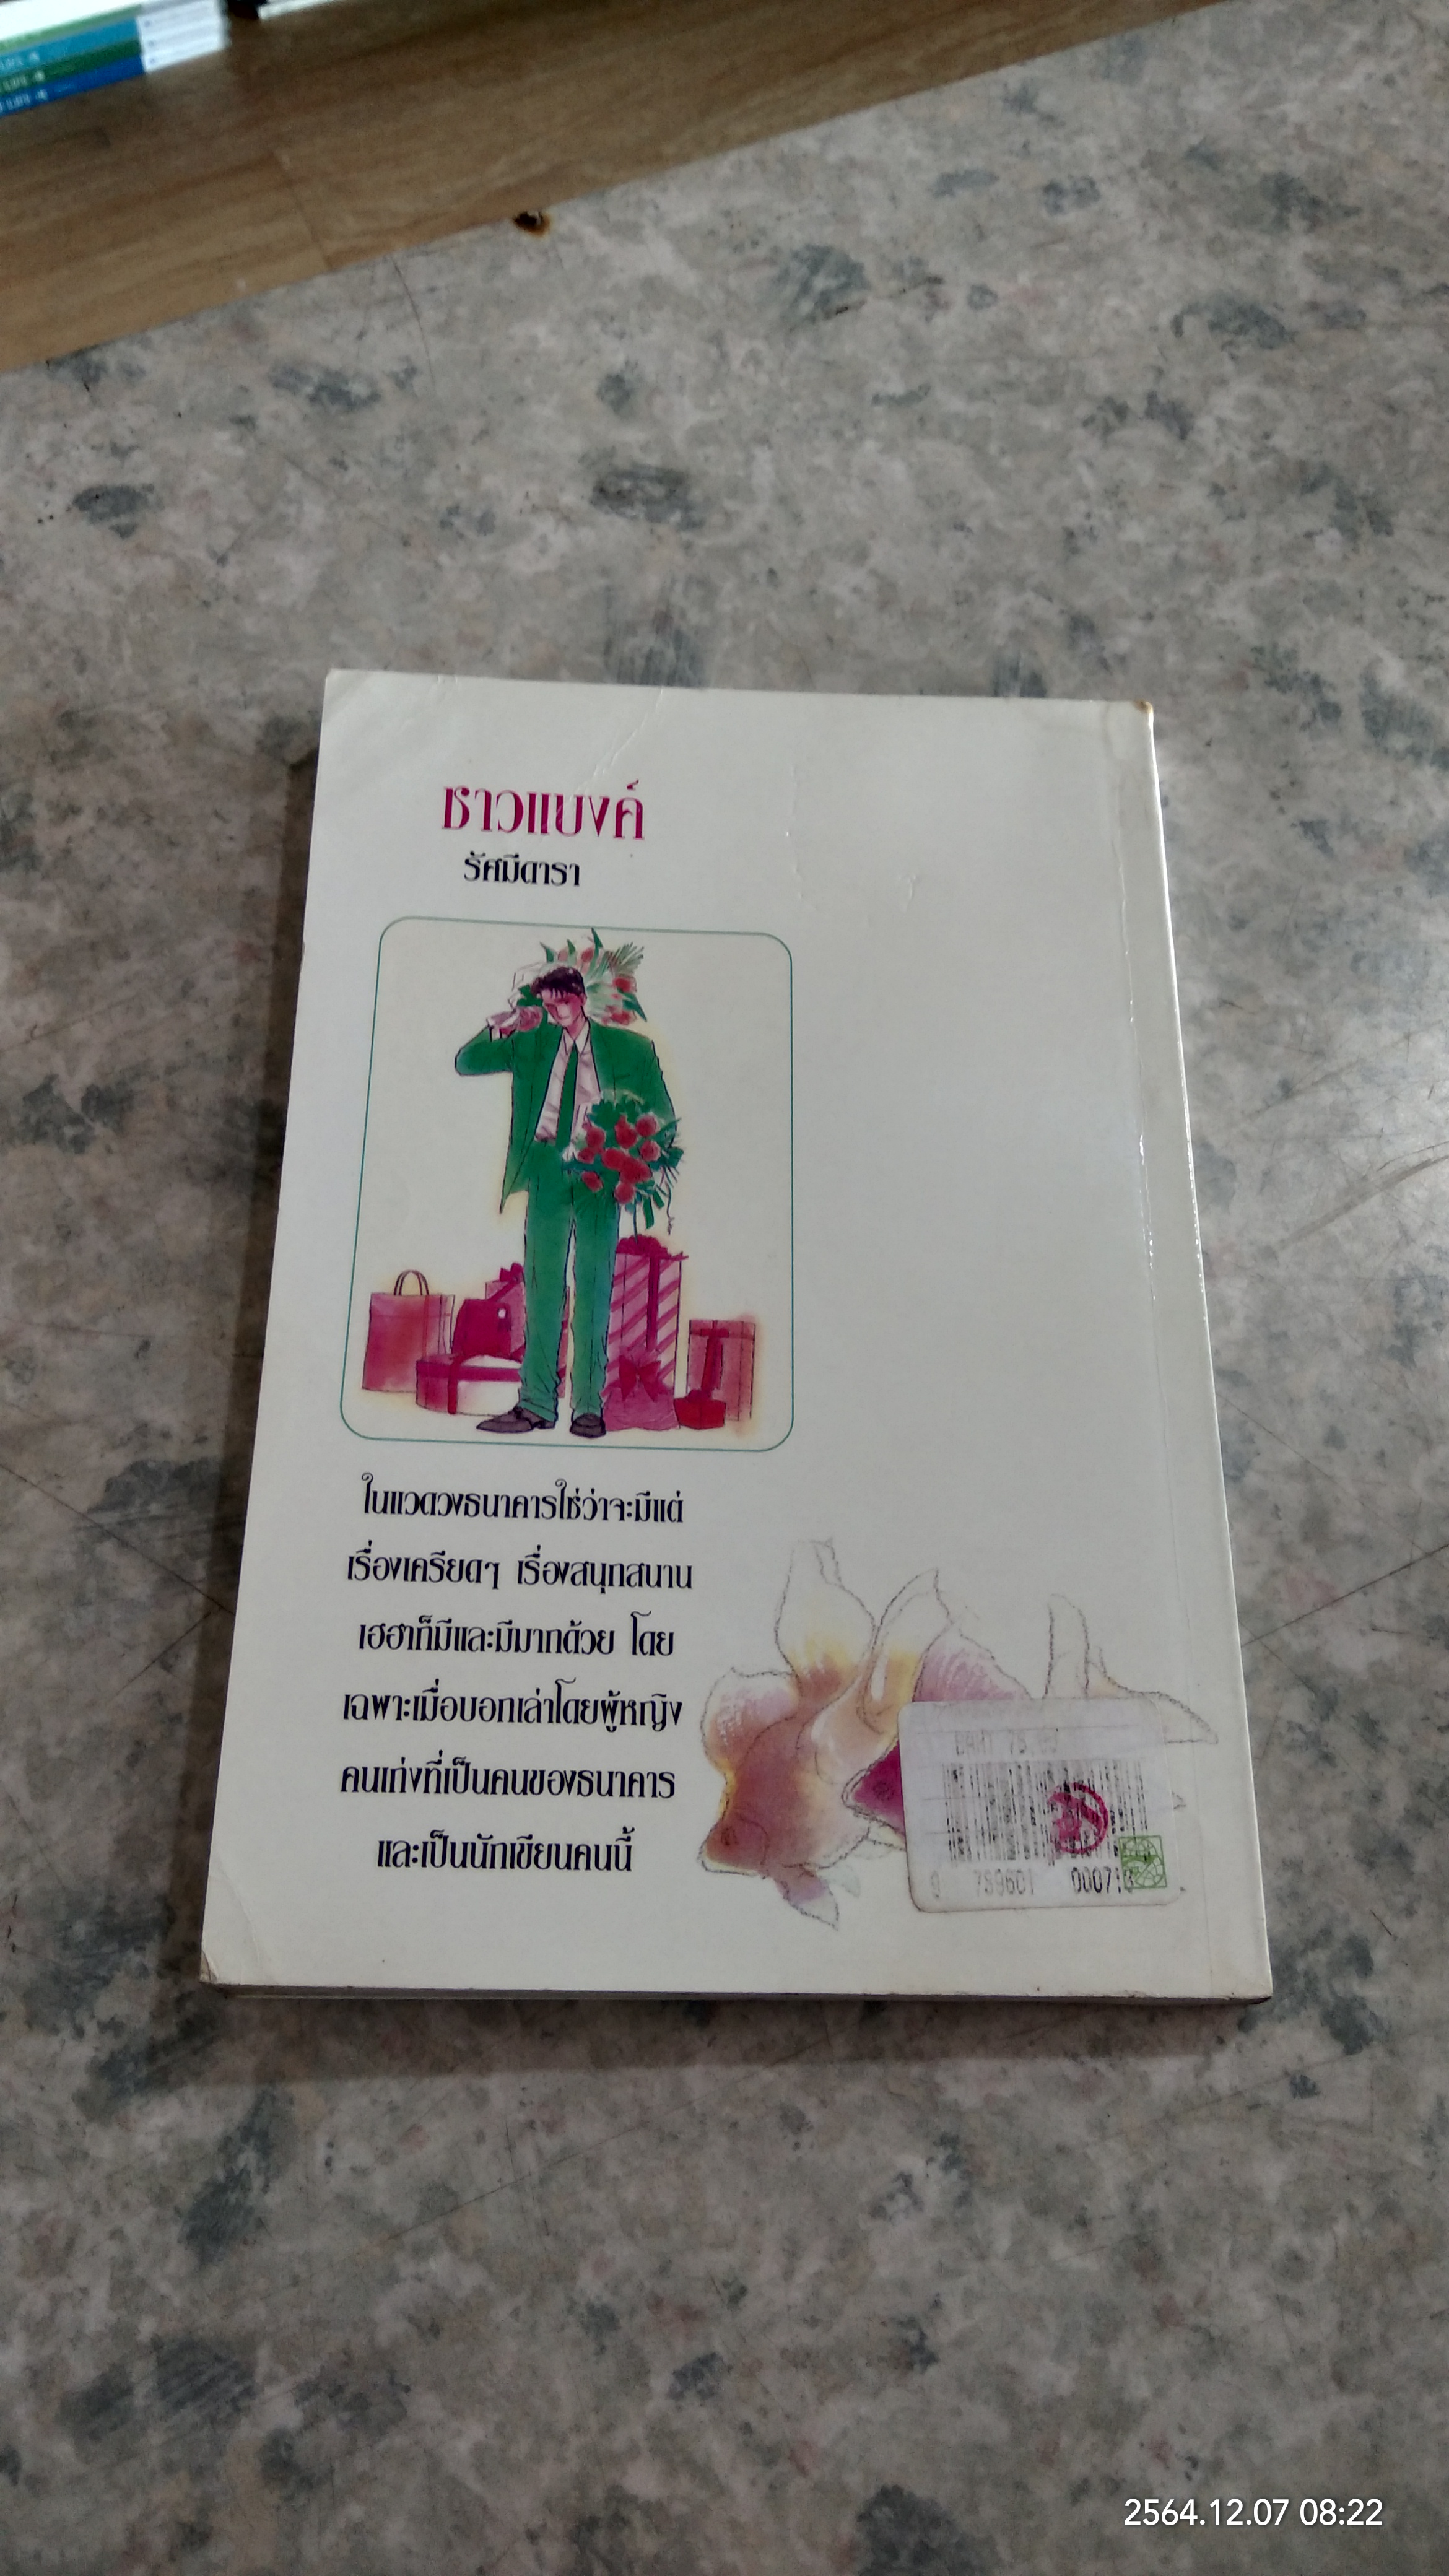 ชาวแบงค์
รัศมีดารา
ในแวดวงธนาคารใช่ว่าจะมีแต่
เรื่องเครียดๆ เรื่องสนุกสนาน
เฮฮาก็มีและมีมากด้วย โดย
เฉพาะเมื่อบอกเล่าโดยผู้หญิง
คนเก่งที่เป็นคนของธนาคาร
และเป็นนักเขียนคนนี้
2564.12.07 08:22